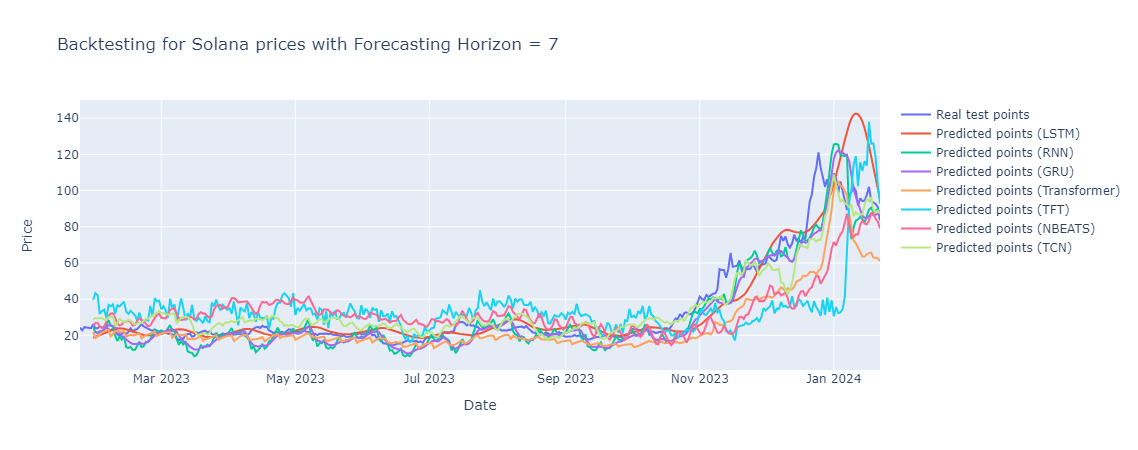 Backtesting for Solana prices with Forecasting Horizon = 7
140
120
100
80
60
40
20
Price
Mar 2023
May 2023
Jul 2023
Sep 2023
Nov 2023
Jan 2024
Date
Real test points
Predicted points (LSTM)
Predicted points (RNN)
Predicted points (GRU)
Predicted points (Transformer)
Predicted points (TFT)
Predicted points (NBEATS)
Predicted points (TCN)